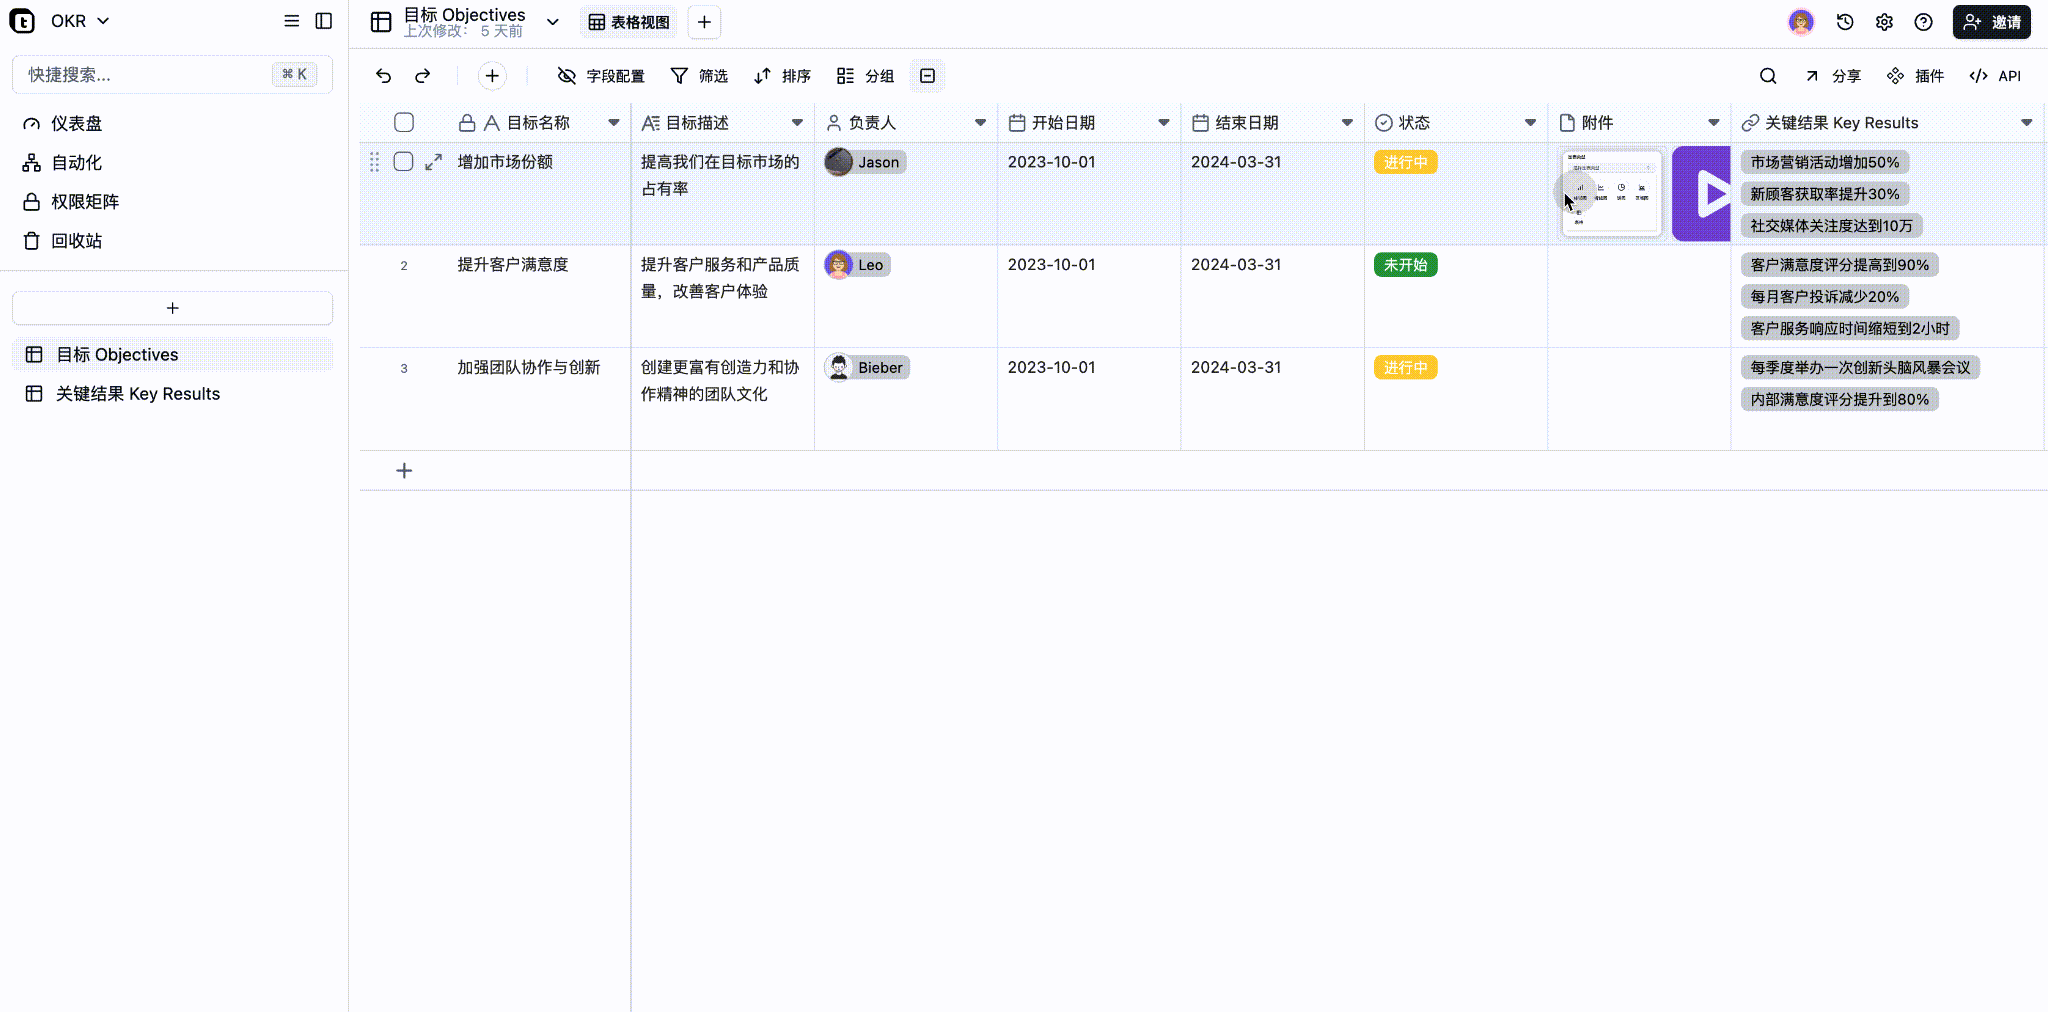 OKR
目标 Objectives
上次修改： 5 天前
表格视图
邀请
快捷搜索...
⌘ K
字段配置
筛选
排序
分组
分享
插件
API
仪表盘
自动化
权限矩阵
回收站
目标 Objectives
关键结果 Key Results
目标名称
目标描述
负责人
开始日期
结束日期
状态
附件
关键结果 Key Results
增加市场份额
提高我们在目标市场的
占有率
Jason
2023-10-01
2024-03-31
进行中
市场营销活动增加50%
新顾客获取率提升30%
社交媒体关注度达到10万
2
提升客户满意度
提升客户服务和产品质
量，改善客户体验
Leo
2023-10-01
2024-03-31
未开始
客户满意度评分提高到90%
每月客户投诉减少20%
客户服务响应时间缩短到2小时
3
加强团队协作与创新
创建更富有创造力和协
作精神的团队文化
Bieber
2023-10-01
2024-03-31
进行中
每季度举办一次创新头脑风暴会议
内部满意度评分提升到80%